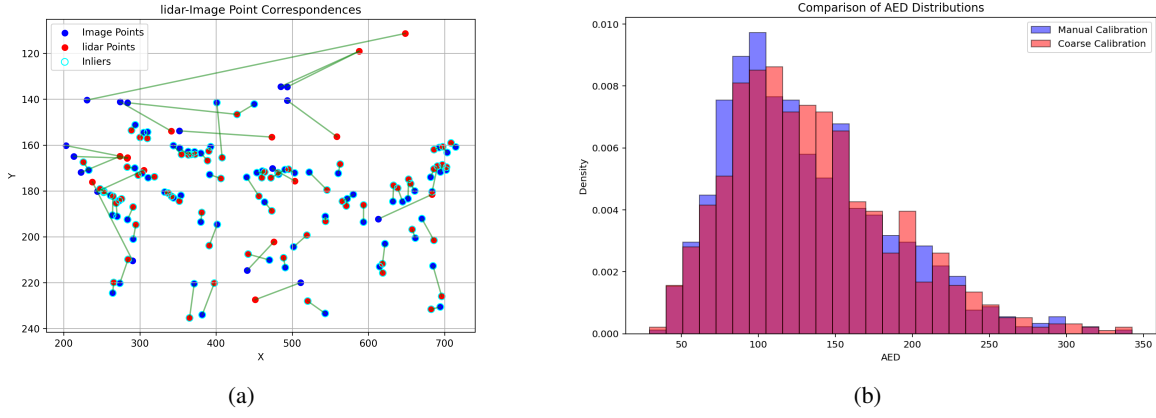 lidar-Image Point Correspondences
Image Points
lidar Points
Inliers
120
140
160
180
200
220
240
Y
200
300
400
500
600
700
X
(a)
Comparison of AED Distributions
Manual Calibration
Coarse Calibration
0.010
0.008
0.006
0.004
0.002
0.000
Density
50
100
150
200
250
300
350
AED
(b)